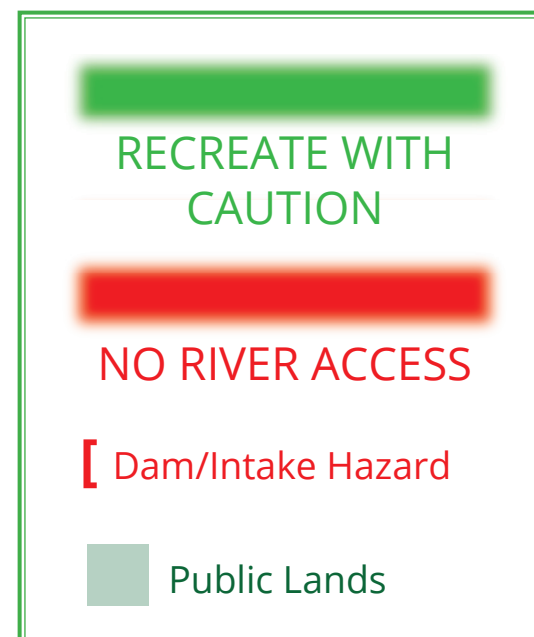 RECREATE WITH
CAUTION
NO RIVER ACCESS
[ Dam/Intake Hazard
Public Lands